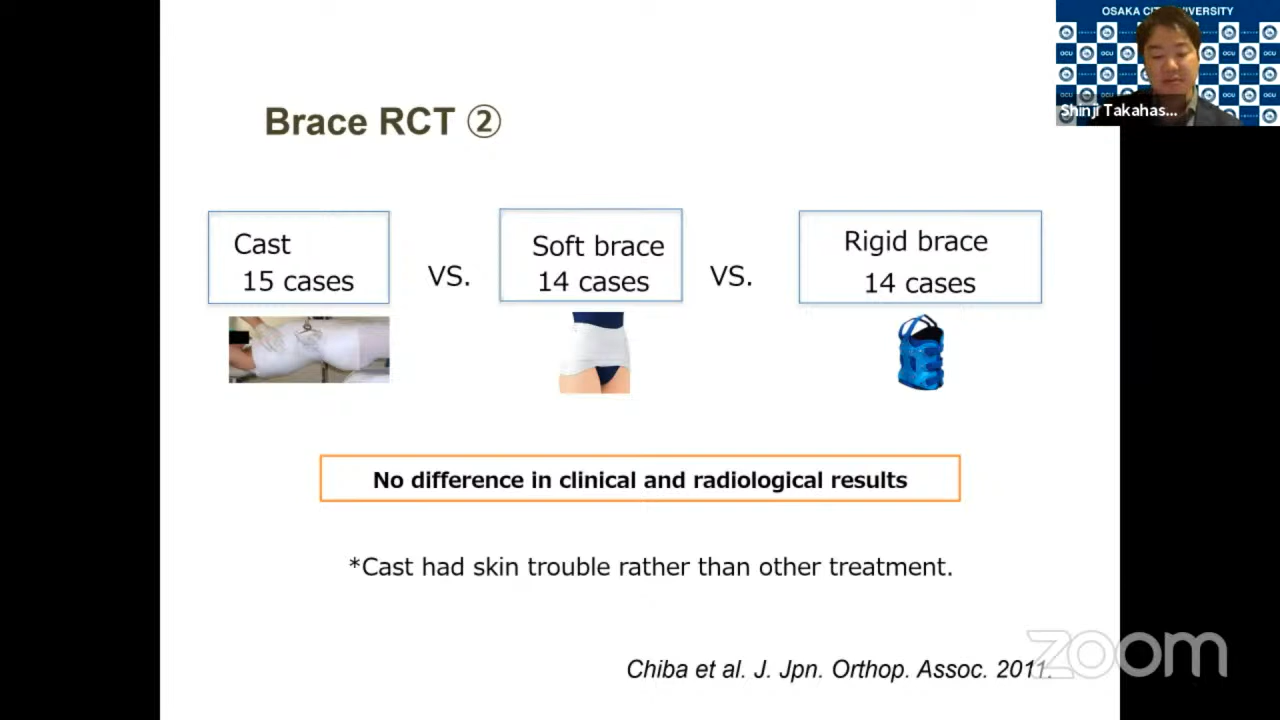 OSAKA CITY UNIVERSITY
Shinji Takahas...
Brace RCT ②
Cast
15 cases
VS.
Soft brace
14 cases
VS.
Rigid brace
14 cases
No difference in clinical and radiological results
*Cast had skin trouble rather than other treatment.
Chiba et al. J. Jpn. Orthop. Assoc. 2011.
zoom